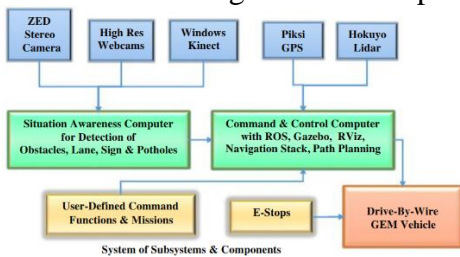 ZED
Stereo
Camera
High Res
Webcams
Windows
Kinect
Piksi
GPS
Hokuyo
Lidar
Situation Awareness Computer
for Detection of
Obstacles, Lane, Sign & Potholes
Command & Control Computer
with ROS, Gazebo, RViz,
Navigation Stack, Path Planning
User-Defined Command
Functions & Missions
E-Stops
Drive-By-Wire
GEM Vehicle
System of Subsystems & Components